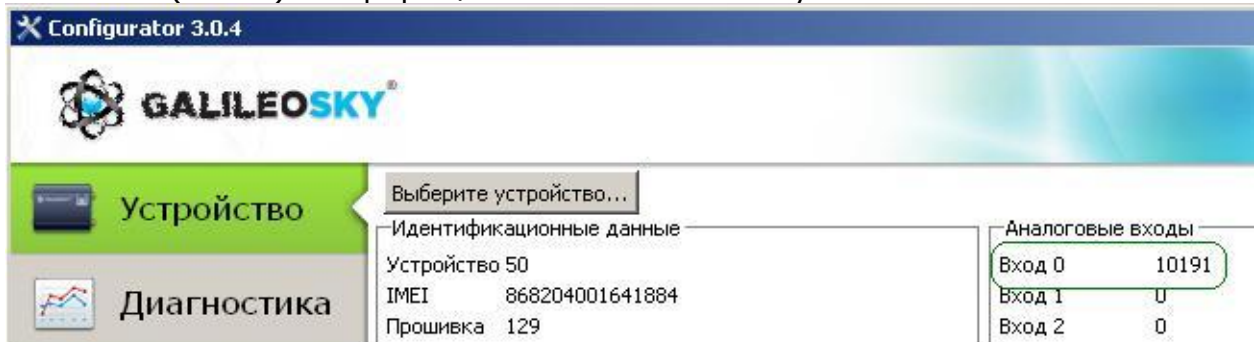 Configurator 3.0.4
GALILEOSKY®
Устройство
Выберите устройство...
Идентификационные данные
Аналоговые входы
Устройство 50
Вход 0 10191
IMEI 868204001641884
Вход 1 0
Диагностика
Прошивка 129
Вход 2 0